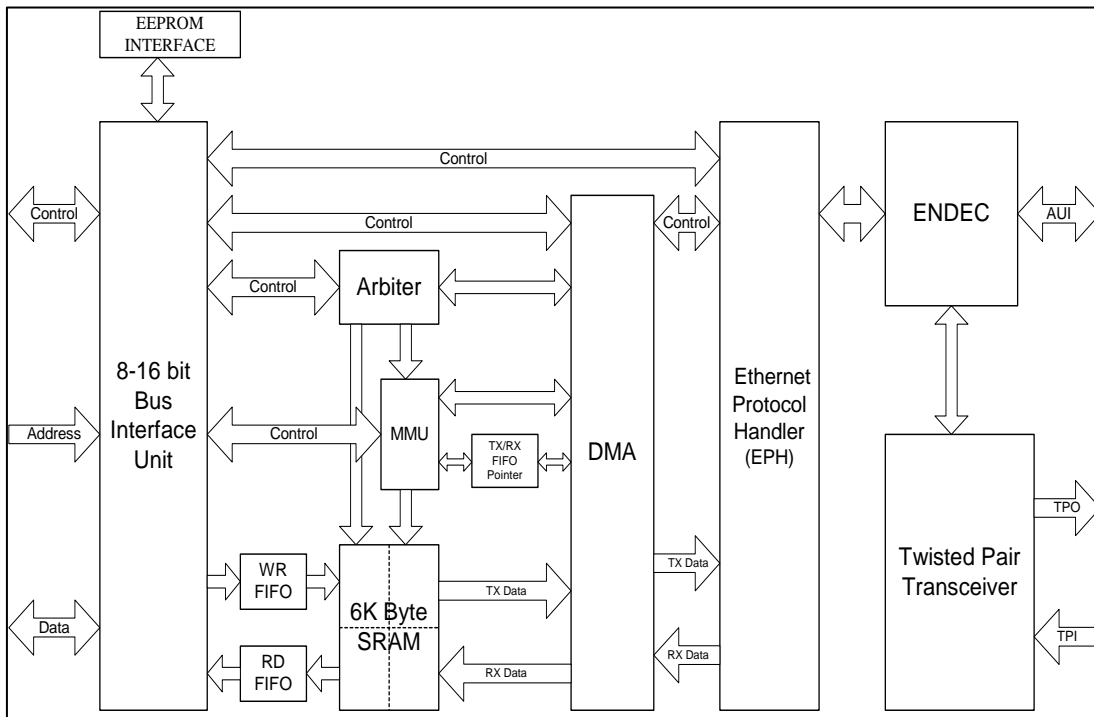 EEPROM
INTERFACE
Control
Control
Control
Control
Control
Control
Address
Data
8-16 bit
Bus
Interface
Unit
Arbiter
MMU
TX/RX
FIFO
Pointer
WR
FIFO
RD
FIFO
6K Byte
SRAM
TX Data
RX Data
DMA
TX Data
RX Data
Ethernet
Protocol
Handler
(EPH)
ENDEC
AUI
Twisted Pair
Transceiver
TPO
TPI